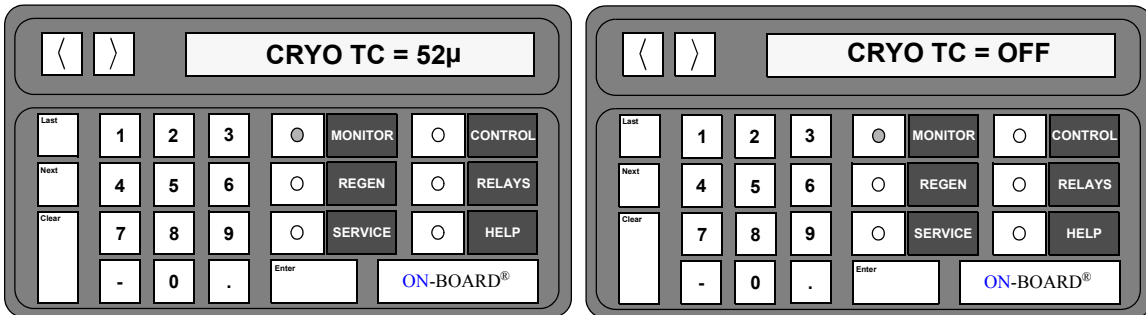 〈 〉 CRYO TC = 52µ
Last 1 2 3 MONITOR CONTROL
Next 4 5 6 REGEN RELAYS
Clear 7 8 9 SERVICE HELP
- 0 . Enter ON-BOARD®
〈 〉 CRYO TC = OFF
Last 1 2 3 MONITOR CONTROL
Next 4 5 6 REGEN RELAYS
Clear 7 8 9 SERVICE HELP
- 0 . Enter ON-BOARD®